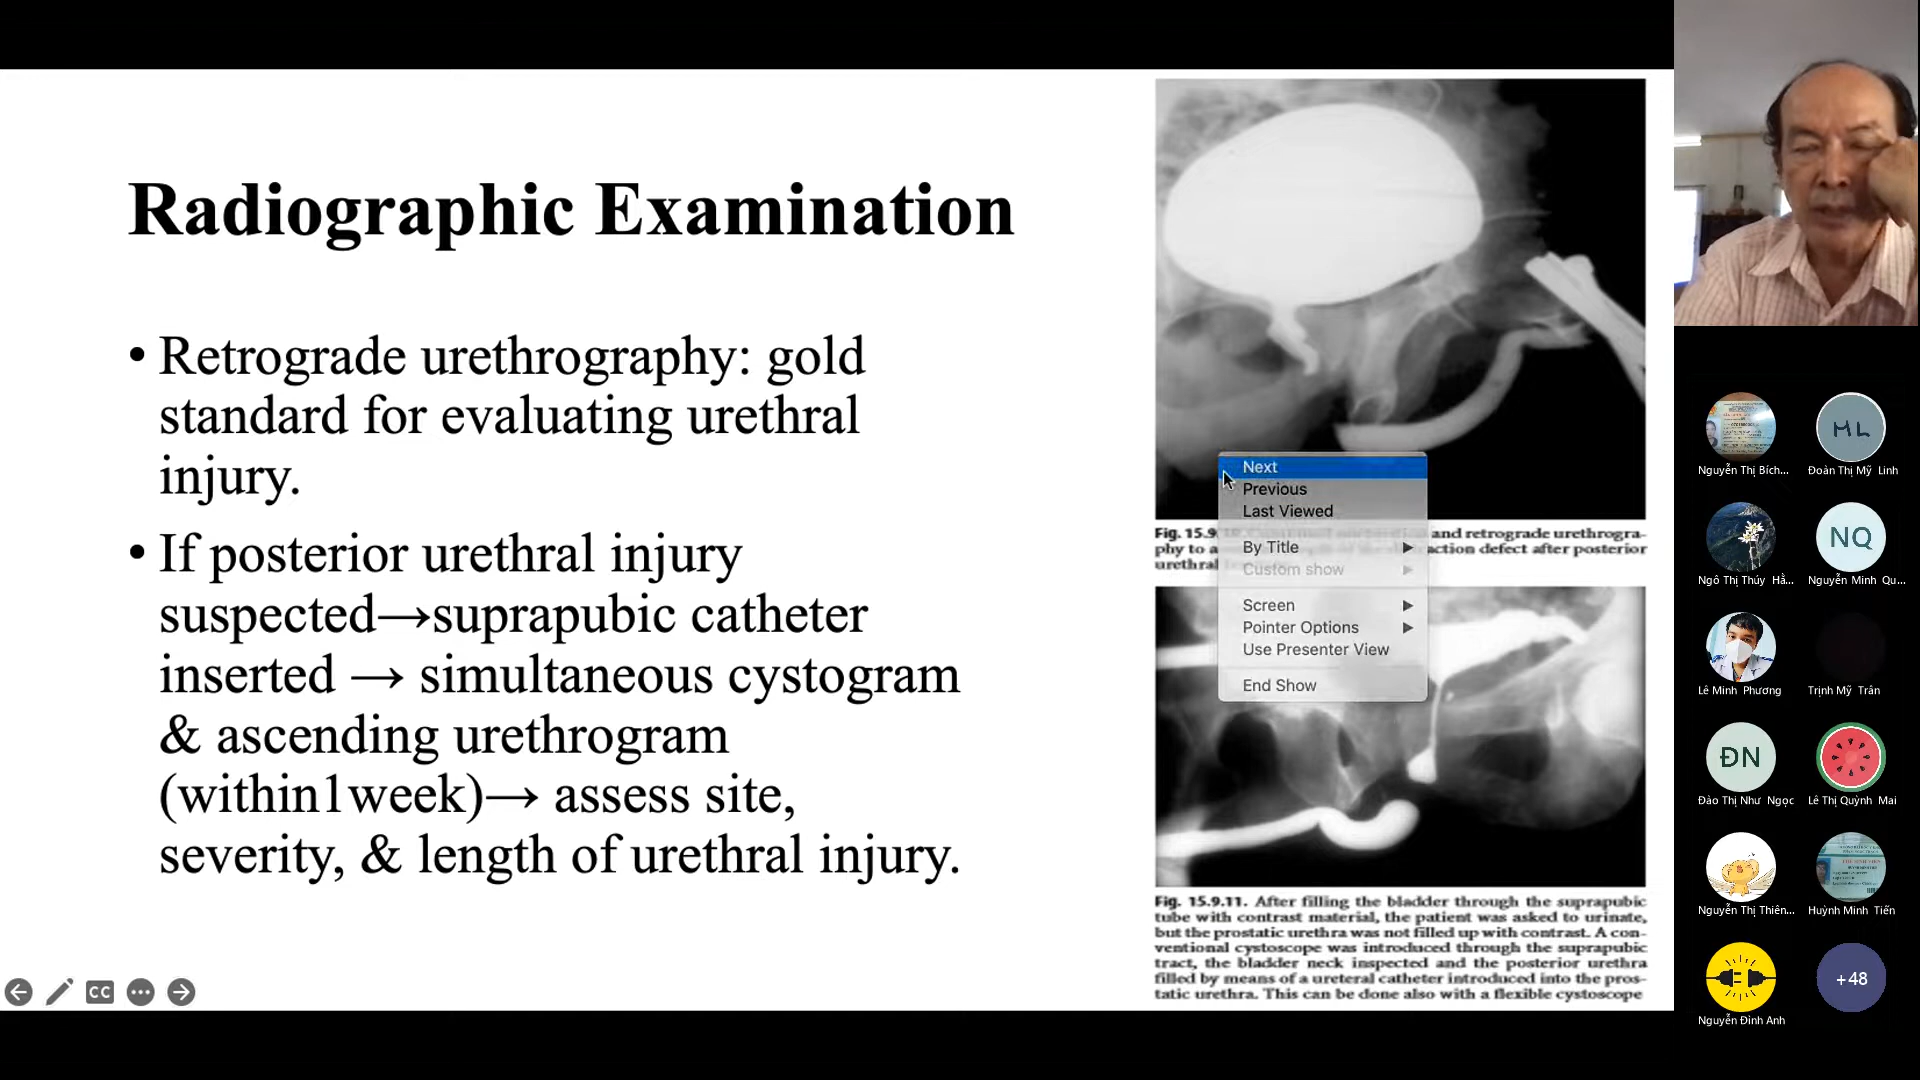 Radiographic Examination
• Retrograde urethrography: gold
standard for evaluating urethral
injury.
• If posterior urethral injury
suspected→suprapubic catheter
inserted → simultaneous cystogram
& ascending urethrogram
(within1week)→ assess site,
severity, & length of urethral injury.
CC
Next
Previous
Last Viewed
By Title
Custom show
Screen
Pointer Options
Use Presenter View
End Show
Fig. 15.9. and retrograde urethrogra-
phy to a ction defect after posterior
urethral
Fig. 15.9.11. After filling the bladder through the suprapubic
tube with contrast material, the patient was asked to urinate,
but the prostatic urethra was not filled up with contrast. A con-
ventional cystoscope was introduced through the suprapubic
tract, the bladder neck inspected and the posterior urethra
filled by means of a ureteral catheter introduced into the pros-
tatic urethra. This can be done also with a flexible cystoscope
Nguyễn Thị Bích...
ML
Đoàn Thị Mỹ Linh
Ngô Thị Thúy Hằ...
NQ
Nguyễn Minh Qu...
Lê Minh Phương
Trịnh Mỹ Trân
ĐN
Đào Thị Như Ngọc
Lê Thị Quỳnh Mai
Nguyễn Thị Thiên...
Huỳnh Minh Tiến
Nguyễn Đình Anh
+48